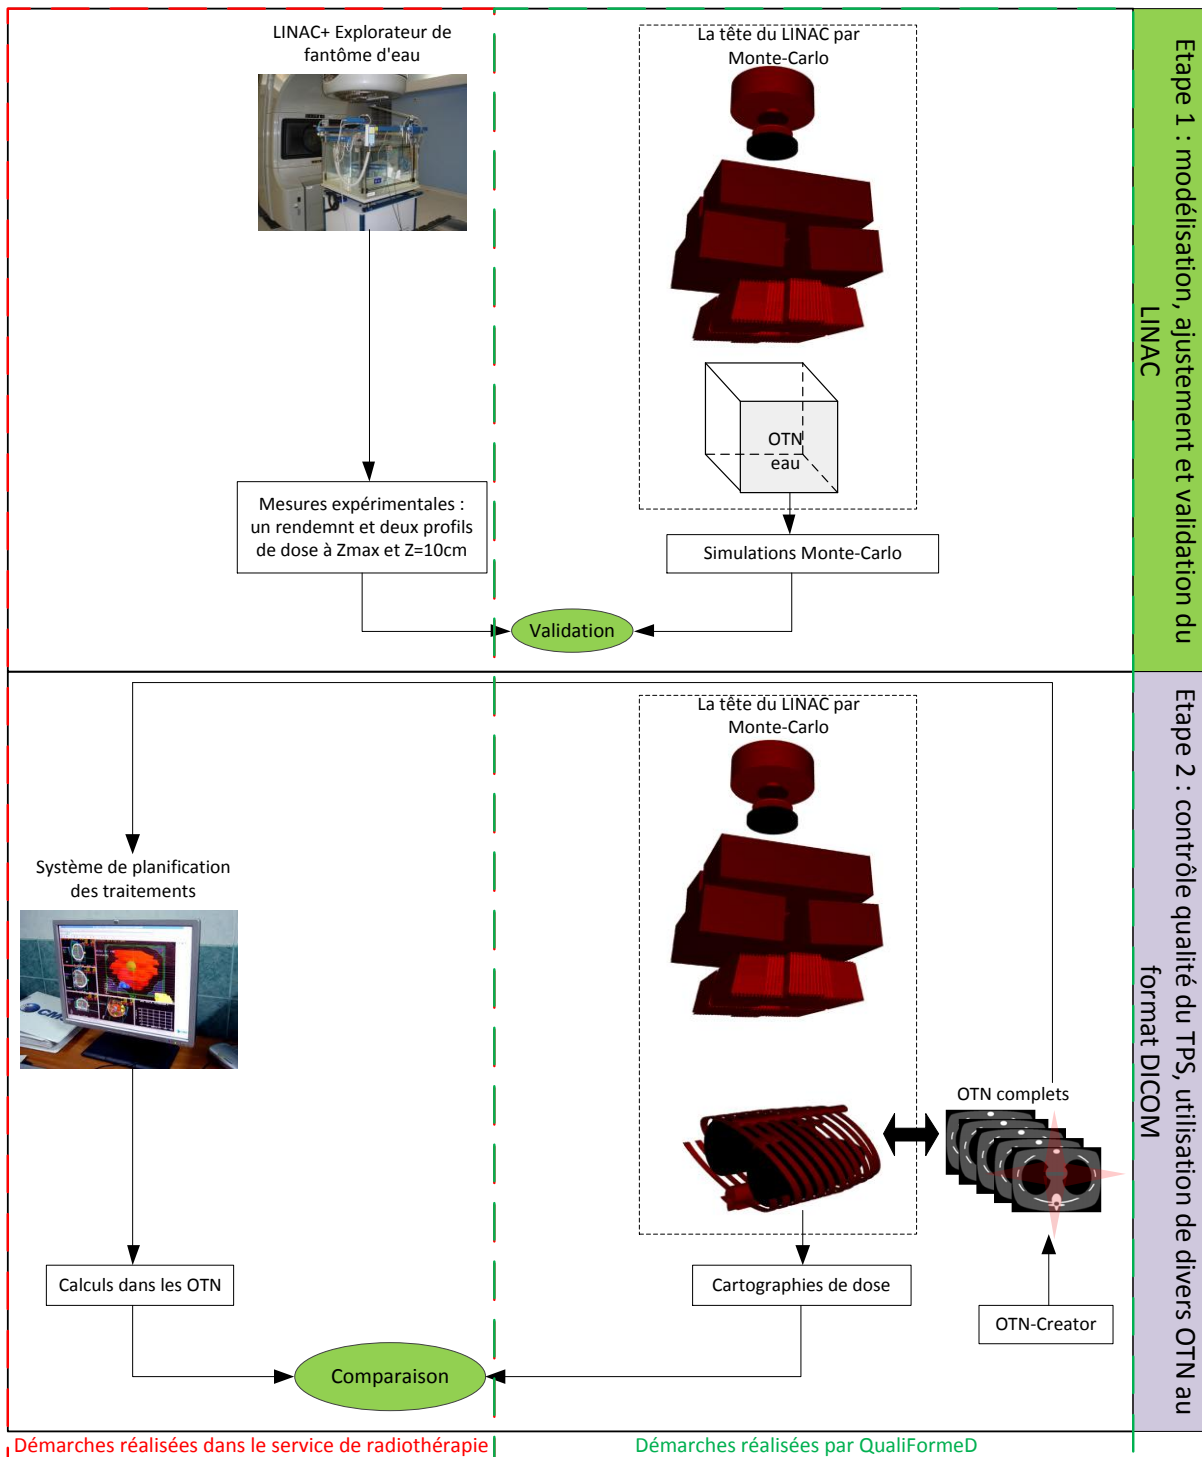 LINAC+ Explorateur de
fantôme d'eau
La tête du LINAC par
Monte-Carlo
OTN
eau
Mesures expérimentales :
un rendemnt et deux profils
de dose à Zmax et Z=10cm
Simulations Monte-Carlo
Validation
Etape 1 : modélisation, ajustement et validation du
LINAC
La tête du LINAC par
Monte-Carlo
Système de planification
des traitements
CMS
OTN complets
Calculs dans les OTN
Cartographies de dose
OTN-Creator
Comparaison
Etape 2 : contrôle qualité du TPS, utilisation de divers OTN au
format DICOM
Démarches réalisées dans le service de radiothérapie
Démarches réalisées par QualiFormeD